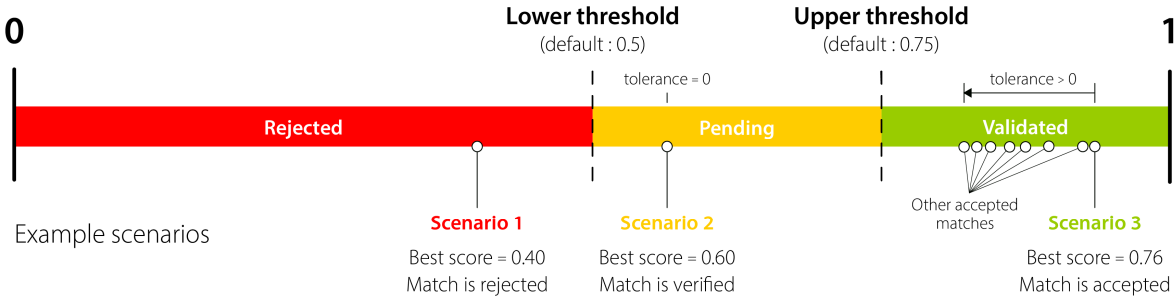 0
Lower threshold
(default : 0.5)
Upper threshold
(default : 0.75)
1
tolerance = 0
tolerance > 0
Rejected
Pending
Validated
Other accepted
matches
Example scenarios
Scenario 1
Best score = 0.40
Match is rejected
Scenario 2
Best score = 0.60
Match is verified
Scenario 3
Best score = 0.76
Match is accepted